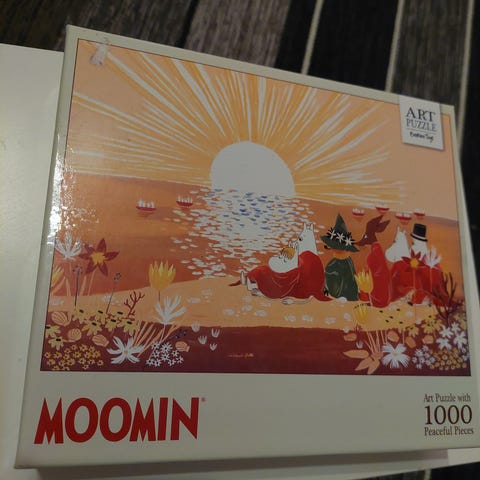 ART
PUZZLE
MOOMIN®
Art Puzzle with
1000
Peaceful Pieces